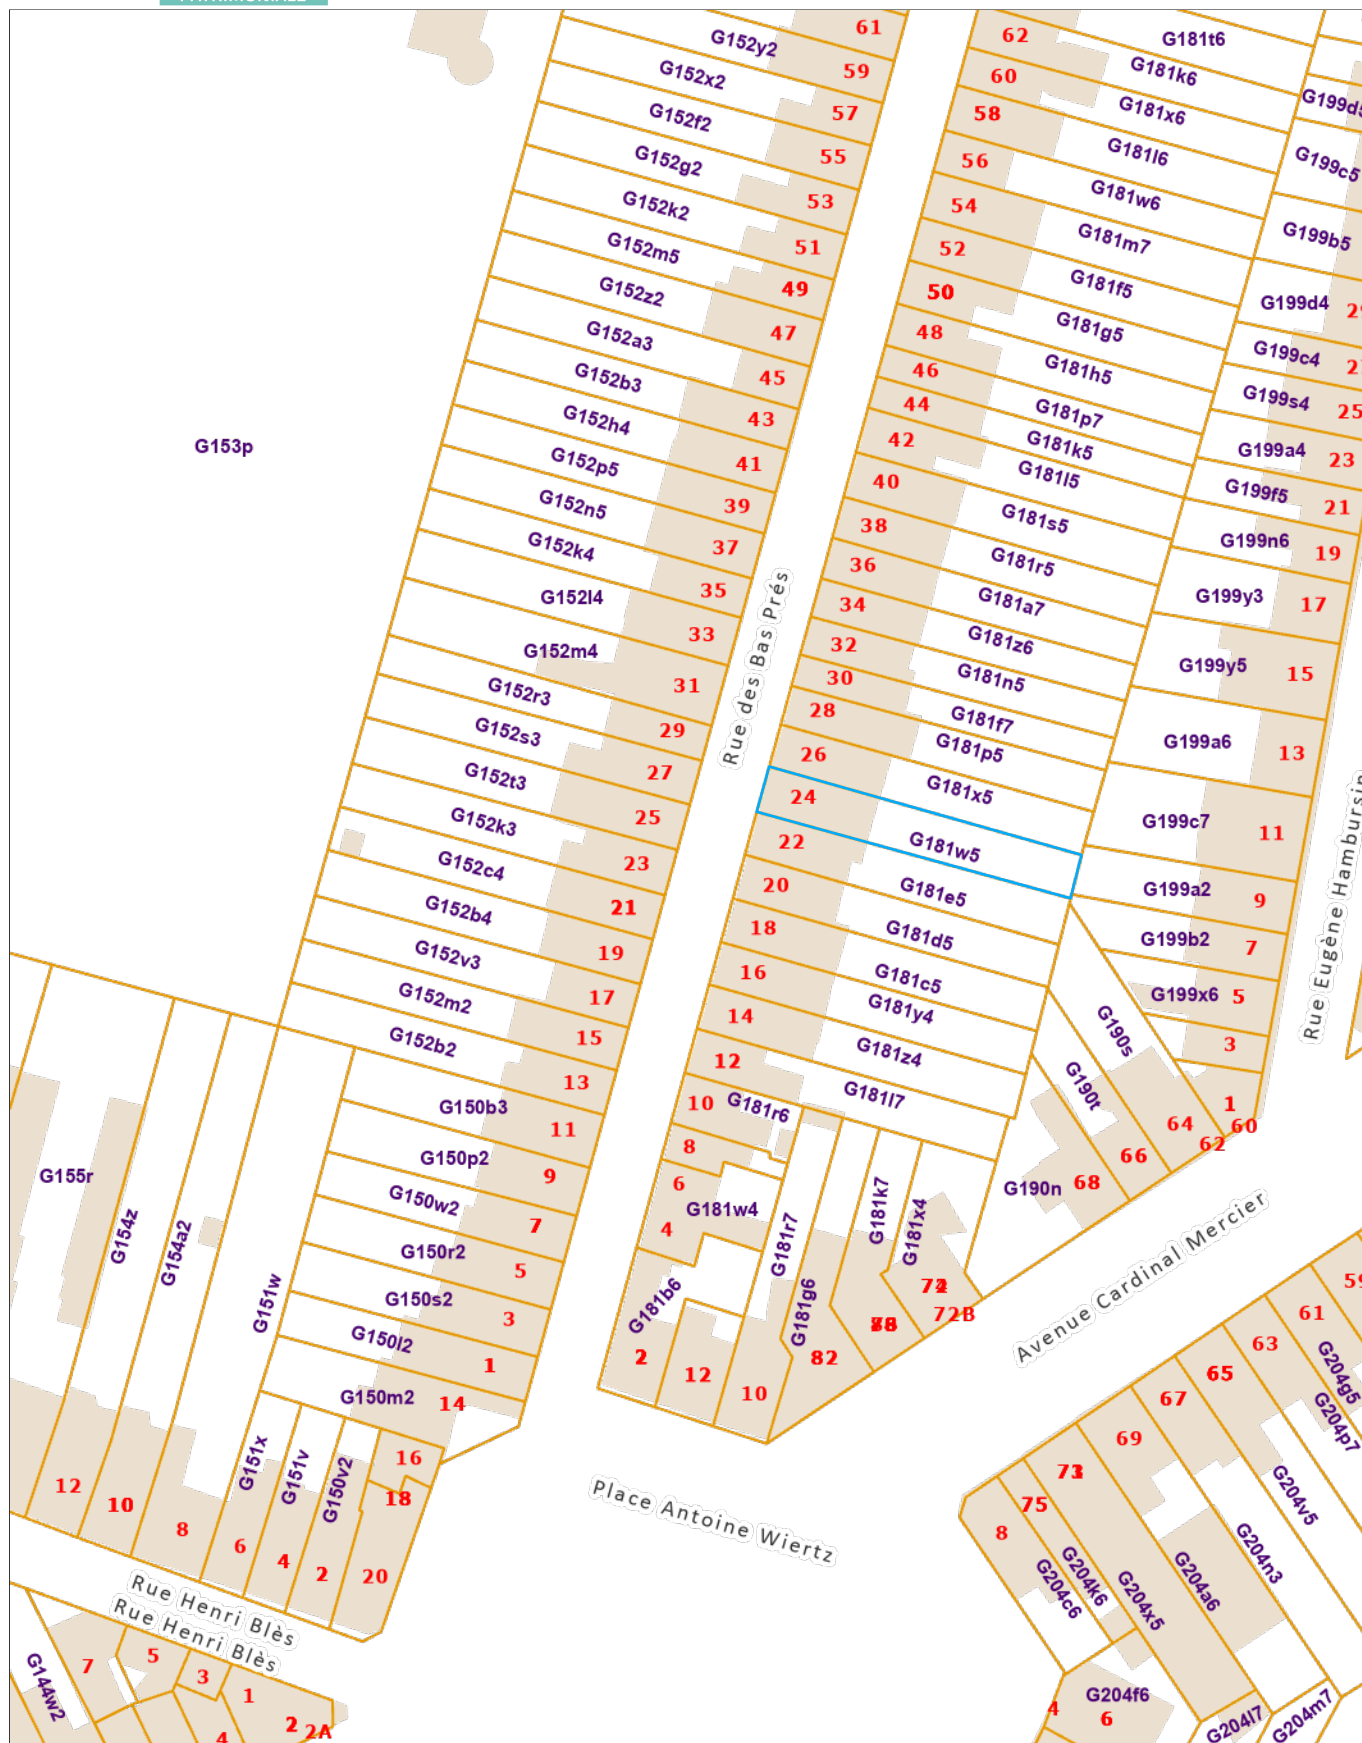 61
G152y2
59
G152x2
57
G152f2
55
G152g2
53
G152k2
51
G152m5
49
G152z2
47
G152a3
45
G152b3
43
G152h4
41
G152p5
39
G152n5
37
G152k4
35
G152l4
33
G152m4
31
G152r3
29
G152s3
27
G152t3
25
G152k3
23
G152c4
21
G152b4
19
G152v3
17
G152m2
15
G152b2
13
G150b3
11
G150p2
9
G150w2
7
G150r2
5
G150s2
3
G150l2
1
G150m2
14
16
18
20
G153p
G155r
G154z
G154a2
G151w
G151x
G151v
G150v2
12
10
8
6
4
2
Rue des Bas Prés
62
G181t6
60
G181k6
58
G181x6
56
G181l6
54
G181w6
52
G181m7
50
G181f5
48
G181g5
46
G181h5
44
G181p7
42
G181k5
G181l5
40
G181s5
38
G181r5
36
G181a7
34
G181z6
32
G181n5
30
G181f7
28
G181p5
26
G181x5
24
G181w5
22
G181e5
20
G181d5
18
G181c5
16
G181y4
14
G181z4
12
G181l7
10
G181r6
8
6
G181w4
4
G181b6
2
12
10
G181r7
G181g6
82
G181k7
G181x4
72B
G199c5
G199b5
G199d4
G199c4
G199s4
25
G199a4
23
G199f5
21
G199n6
19
G199y3
17
G199y5
15
G199a6
13
G199c7
11
G199a2
9
G199b2
7
G199x6
5
3
1
60
62
64
66
68
G190s
G190t
G190n
Rue Eugène Hambursin
Avenue Cardinal Mercier
Place Antoine Wiertz
Rue Henri Blès
Rue Henri Blès
G144w2
7
5
3
1
2
2A
4
61
63
65
67
69
75
8
G204g5
G204p7
G204v5
G204n3
G204a6
G204x5
G204k6
G204c6
G204f6
6
4
G204l7
G204m7